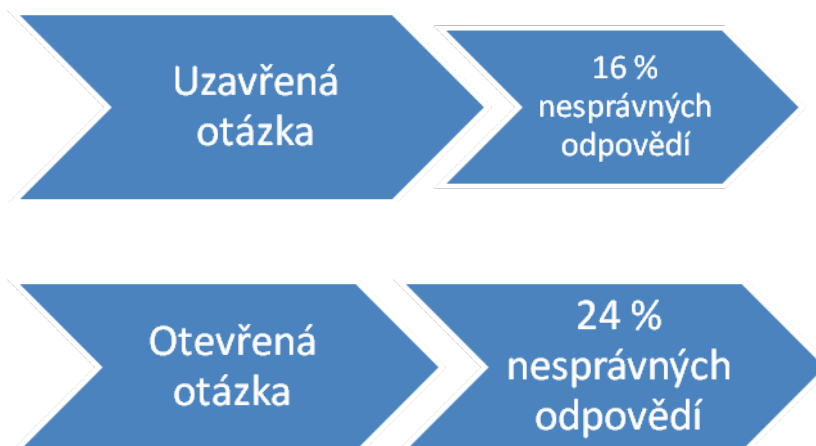 Uzavřená
otázka
16 %
nesprávných
odpovědí
Otevřená
otázka
24 %
nesprávných
odpovědí